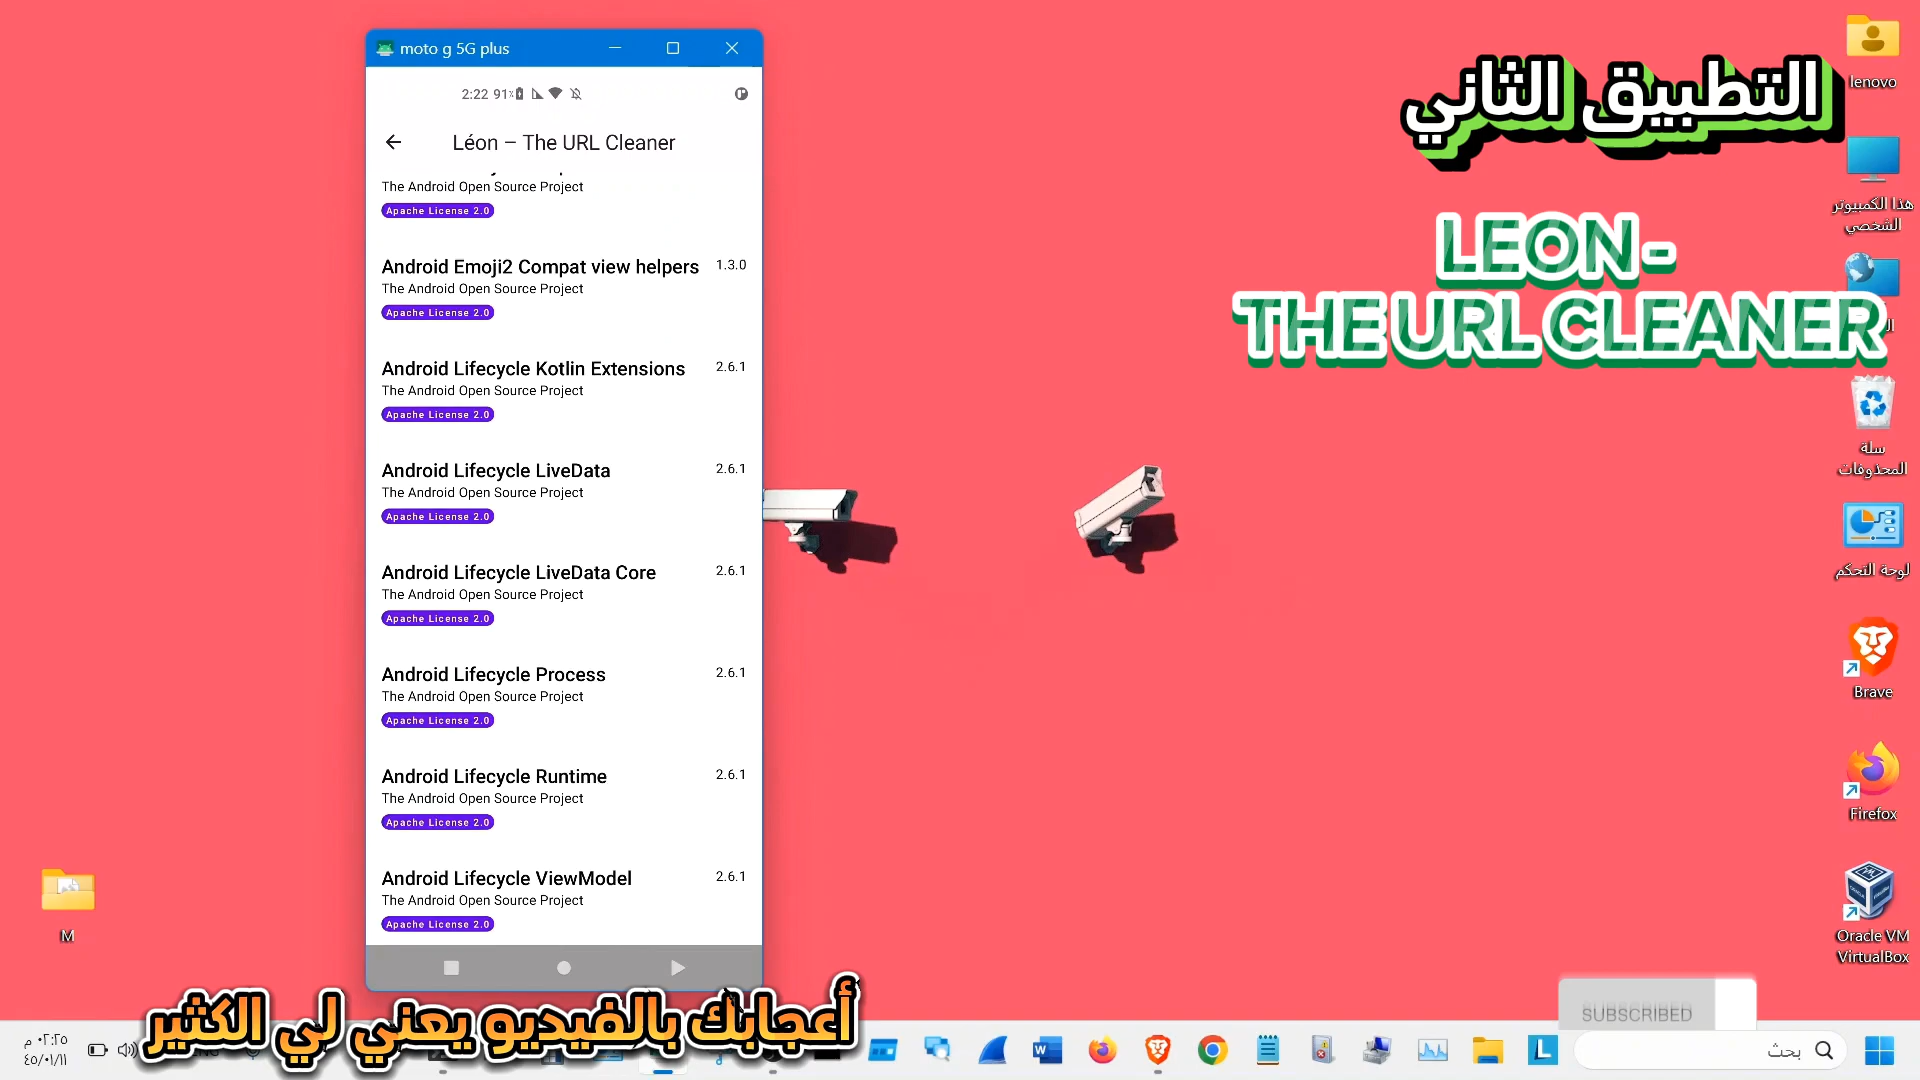 moto g 5G plus
2:22 91%
Léon – The URL Cleaner
The Android Open Source Project
Apache License 2.0
Android Emoji2 Compat view helpers 1.3.0
The Android Open Source Project
Apache License 2.0
Android Lifecycle Kotlin Extensions 2.6.1
The Android Open Source Project
Apache License 2.0
Android Lifecycle LiveData 2.6.1
The Android Open Source Project
Apache License 2.0
Android Lifecycle LiveData Core 2.6.1
The Android Open Source Project
Apache License 2.0
Android Lifecycle Process 2.6.1
The Android Open Source Project
Apache License 2.0
Android Lifecycle Runtime 2.6.1
The Android Open Source Project
Apache License 2.0
Android Lifecycle ViewModel 2.6.1
The Android Open Source Project
Apache License 2.0
التطبيق الثاني
LEON -
THE URL CLEANER
lenovo
هذا الكمبيوتر
الشخصي
سلة
المحذوفات
لوحة التحكم
Brave
Firefox
Oracle VM
VirtualBox
M
أعجابك بالفيديو يعني لي الكثير
SUBSCRIBED
بحث
٠٢:٢٥ م
٤٥/٠١/١١